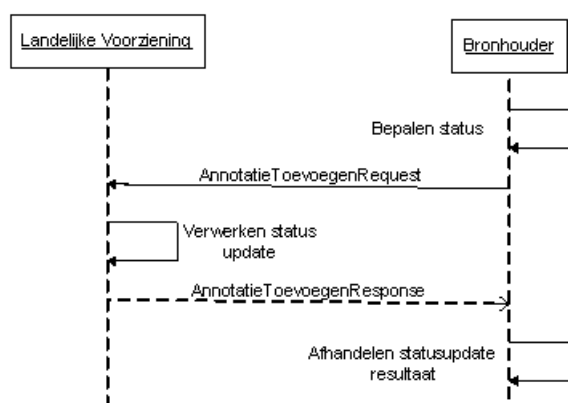 Landelijke Voorziening
Bronhouder
Bepalen status
AnnotatieToevoegenRequest
Verwerken status
update
AnnotatieToevoegenResponse
Afhandelen statusupdate
resultaat